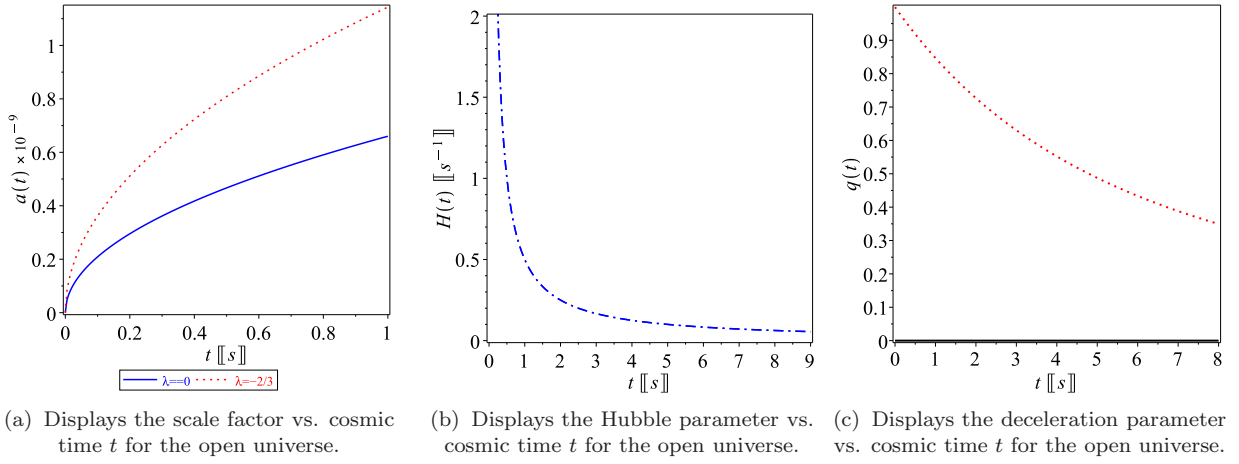 1
0.8
0.6
0.4
0.2
0
a(t) × 10⁻⁹
0 0.2 0.4 0.6 0.8 1
t ⟦s⟧
λ==0 λ=−2/3
(a) Displays the scale factor vs. cosmic
time t for the open universe.
2
1.5
1
0.5
0
H(t) ⟦s⁻¹⟧
0 1 2 3 4 5 6 7 8 9
t ⟦s⟧
(b) Displays the Hubble parameter vs.
cosmic time t for the open universe.
0.9
0.8
0.7
0.6
0.5
0.4
0.3
0.2
0.1
0
q(t)
0 1 2 3 4 5 6 7 8
t ⟦s⟧
(c) Displays the deceleration parameter
vs. cosmic time t for the open universe.